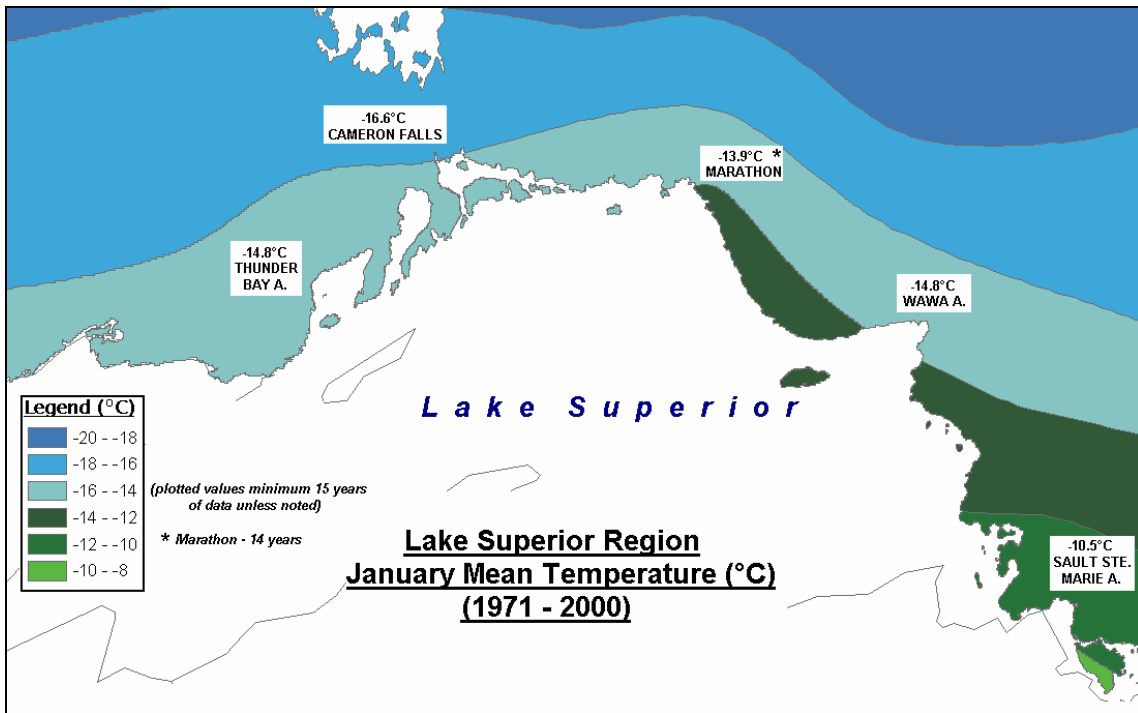 -16.6°C
CAMERON FALLS
-13.9°C *
MARATHON
-14.8°C
THUNDER
BAY A.
-14.8°C
WAWA A.
Lake Superior
Legend (°C)
-20 - -18
-18 - -16
-16 - -14
-14 - -12
-12 - -10
-10 - -8
(plotted values minimum 15 years
of data unless noted)
* Marathon - 14 years
Lake Superior Region
January Mean Temperature (°C)
(1971 - 2000)
-10.5°C
SAULT STE.
MARIE A.